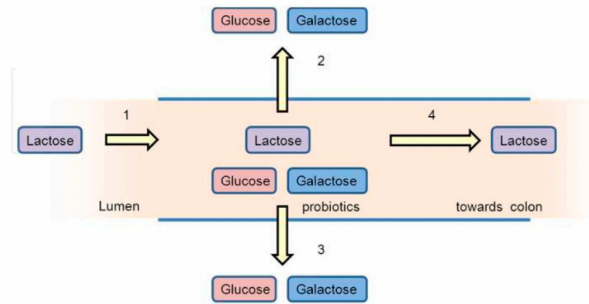 Glucose Galactose
2
1
4
Lactose
Lactose
Lactose
Glucose Galactose
Lumen
probiotics
towards colon
3
Glucose Galactose